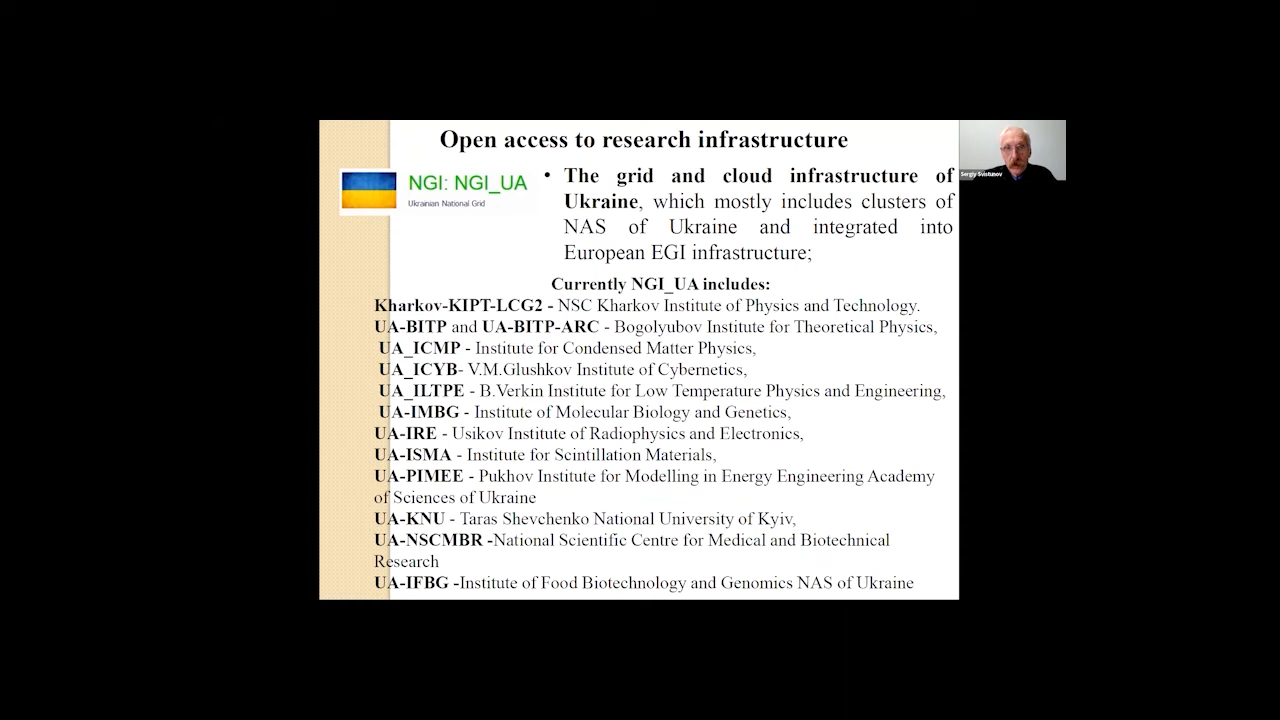 Open access to research infrastructure
NGI: NGI_UA
Ukrainian National Grid
• The grid and cloud infrastructure of
Ukraine, which mostly includes clusters of
NAS of Ukraine and integrated into
European EGI infrastructure;
Currently NGI_UA includes:
Kharkov-KIPT-LCG2 - NSC Kharkov Institute of Physics and Technology.
UA-BITP and UA-BITP-ARC - Bogolyubov Institute for Theoretical Physics,
UA_ICMP - Institute for Condensed Matter Physics,
UA_ICYB- V.M.Glushkov Institute of Cybernetics,
UA_ILTPE - B.Verkin Institute for Low Temperature Physics and Engineering,
UA-IMBG - Institute of Molecular Biology and Genetics,
UA-IRE - Usikov Institute of Radiophysics and Electronics,
UA-ISMA - Institute for Scintillation Materials,
UA-PIMEE - Pukhov Institute for Modelling in Energy Engineering Academy
of Sciences of Ukraine
UA-KNU - Taras Shevchenko National University of Kyiv,
UA-NSCMBR -National Scientific Centre for Medical and Biotechnical
Research
UA-IFBG -Institute of Food Biotechnology and Genomics NAS of Ukraine
Sergiy Svistunov